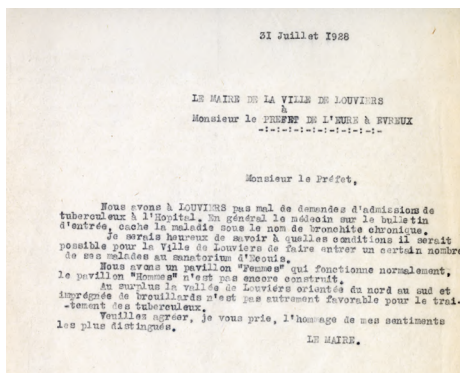 31 Juillet 1928
LE MAIRE DE LA VILLE DE LOUVIERS
à
Monsieur le PREFET DE L'EURE à EVREUX
-:-:-:-:-:-:-:-:-:-:-:-
Monsieur le Préfet,
Nous avons à LOUVIERS pas mal de demandes d'admissions de
tuberculeux à l'Hopital. En général le médecin sur le bulletin
d'entrée, cache la maladie sous le nom de bronchite chronique.
Je serais heureux de savoir à quelles conditions il serait
possible pour la Ville de Louviers de faire entrer un certain nombre
de ses malades au sanatorium d'Ecouis.
Nous avons un pavillon "Femmes" qui fonctionne normalement,
le pavillon "Hommes" n'est pas encore construit.
Au surplus la vallée de Louviers orientée du nord au sud et
imprégnée de brouillards n'est pas autrement favorable pour le trai-
-tement des tuberculeux.
Veuillez agréer, je vous prie, l'hommage de mes sentiments
les plus distingués.
LE MAIRE.